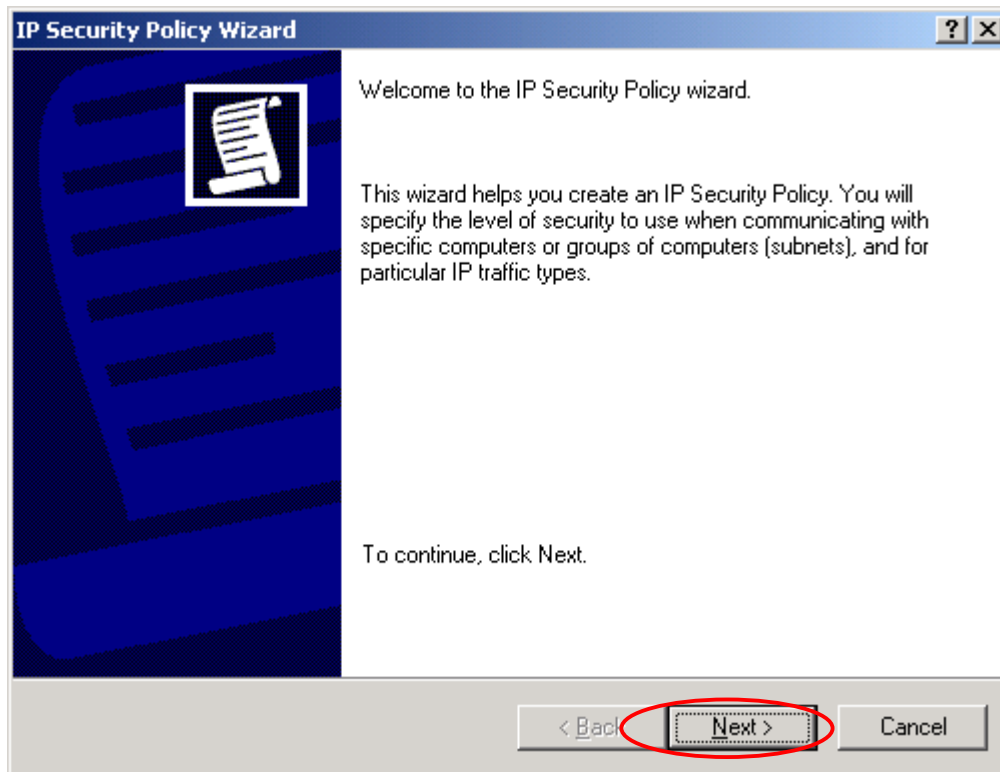 IP Security Policy Wizard
Welcome to the IP Security Policy wizard.
This wizard helps you create an IP Security Policy. You will
specify the level of security to use when communicating with
specific computers or groups of computers (subnets), and for
particular IP traffic types.
To continue, click Next.
< Back Next > Cancel